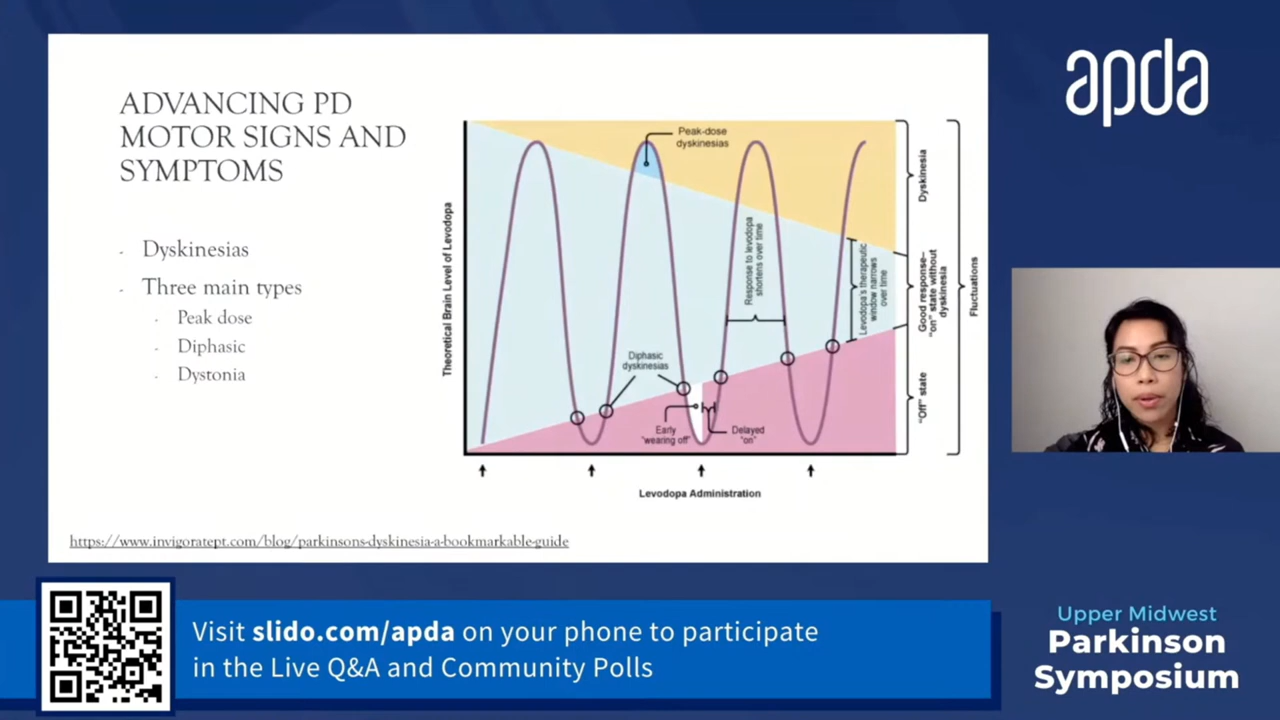 ADVANCING PD
MOTOR SIGNS AND
SYMPTOMS
- Dyskinesias
- Three main types
- Peak dose
- Diphasic
- Dystonia
Theoretical Brain Level of Levodopa
Peak-dose
dyskinesias
Diphasic
dyskinesias
Early
"wearing off"
Delayed
"on"
Response to levodopa
shortens over time
Levodopa's therapeutic
window narrows
over time
Dyskinesia
Good response–
"on" state without
dyskinesia
"Off" state
Fluctuations
Levodopa Administration
https://www.invigoratept.com/blog/parkinsons-dyskinesia-a-bookmarkable-guide
apda
Visit slido.com/apda on your phone to participate
in the Live Q&A and Community Polls
Upper Midwest
Parkinson
Symposium